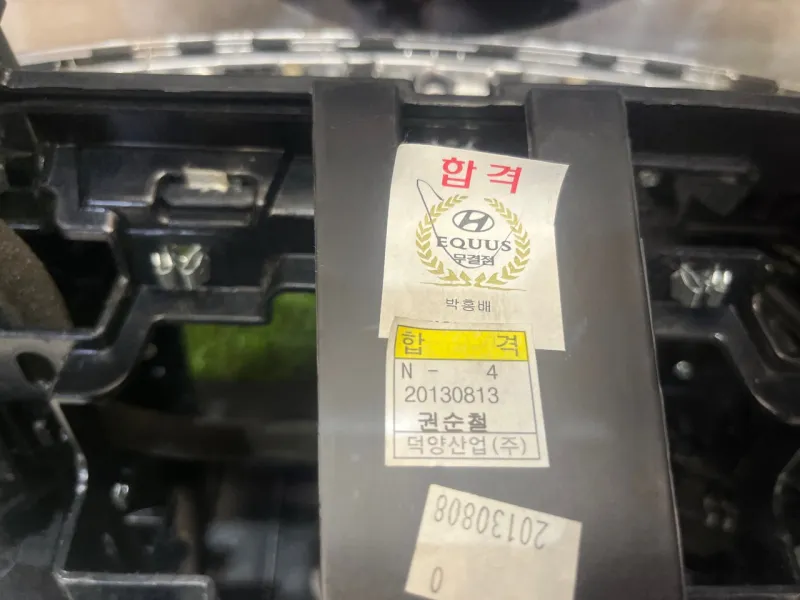 합격
EQUUS
무결점
박홍배
합 격
N - 4
20130813
권순철
덕양산업(주)
20130808
0